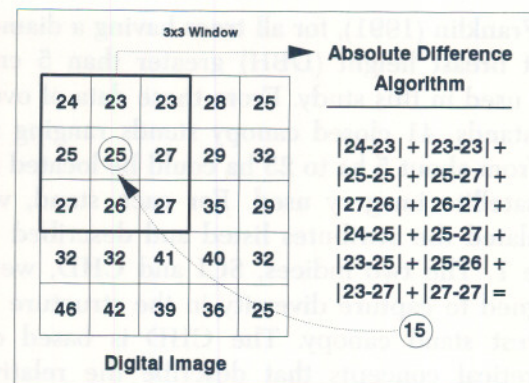 3x3 Window
Absolute Difference
Algorithm
24 23 23 28 25
25 25 27 29 32
27 26 27 35 29
32 32 41 40 32
46 42 39 36 25
|24-23| + |23-23| +
|25-25| + |25-27| +
|27-26| + |26-27| +
|24-25| + |25-27| +
|23-25| + |25-26| +
|23-27| + |27-27| =
15
Digital Image